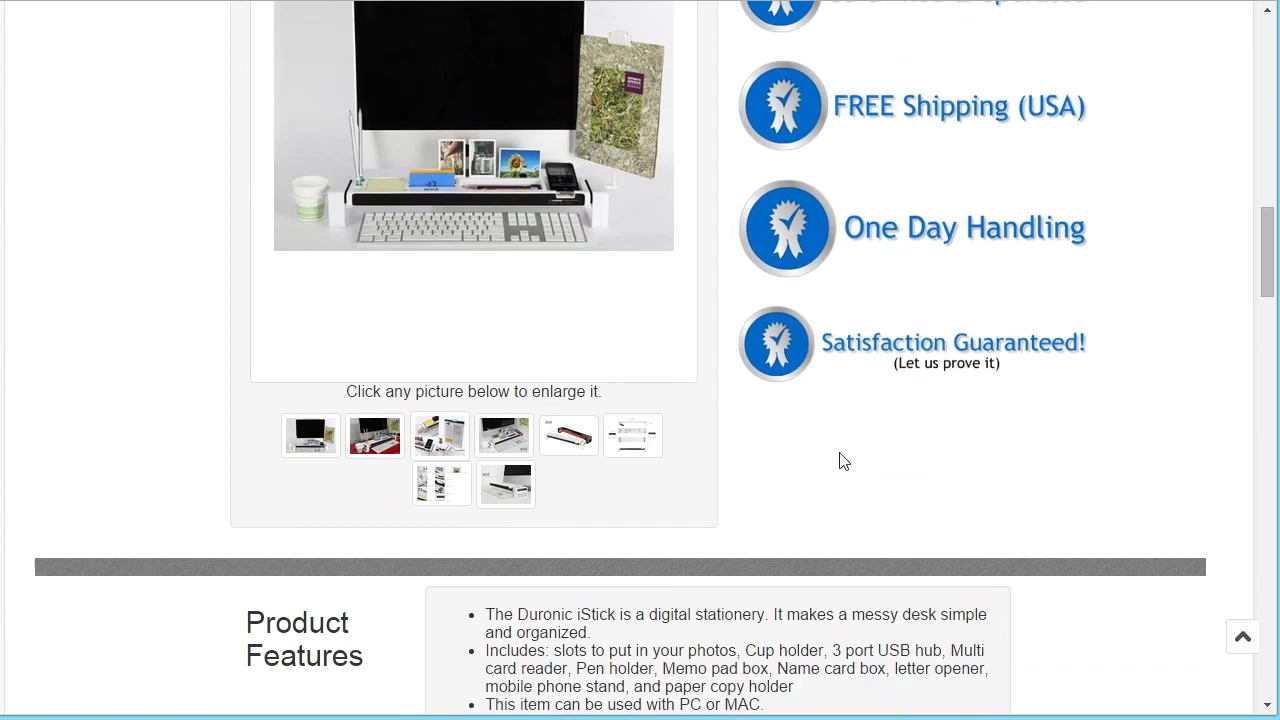 FREE Shipping (USA)
One Day Handling
Satisfaction Guaranteed!
(Let us prove it)
Click any picture below to enlarge it.
Product
Features
• The Duronic iStick is a digital stationery. It makes a messy desk simple
and organized.
• Includes: slots to put in your photos, Cup holder, 3 port USB hub, Multi
card reader, Pen holder, Memo pad box, Name card box, letter opener,
mobile phone stand, and paper copy holder
• This item can be used with PC or MAC.